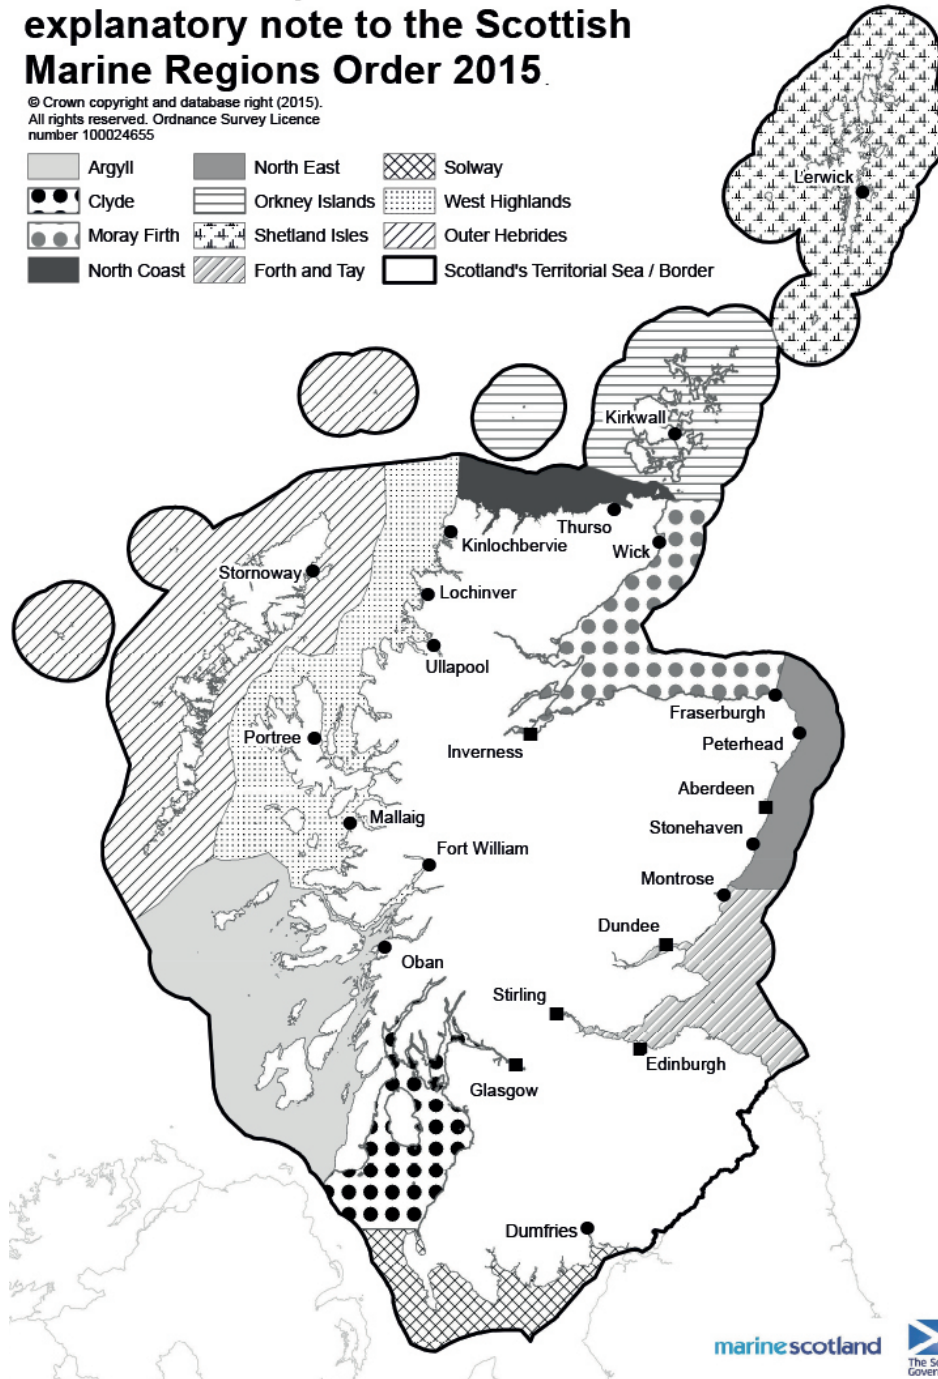 explanatory note to the Scottish
Marine Regions Order 2015
© Crown copyright and database right (2015).
All rights reserved. Ordnance Survey Licence
number 100024655
Argyll
North East
Solway
Clyde
Orkney Islands
West Highlands
Moray Firth
Shetland Isles
Outer Hebrides
North Coast
Forth and Tay
Scotland's Territorial Sea / Border
Lerwick
Kirkwall
Thurso
Kinlochbervie
Wick
Stornoway
Lochinver
Ullapool
Fraserburgh
Portree
Inverness
Peterhead
Aberdeen
Mallaig
Stonehaven
Fort William
Montrose
Dundee
Oban
Stirling
Edinburgh
Glasgow
Dumfries
marinescotland
The Sc
Gover